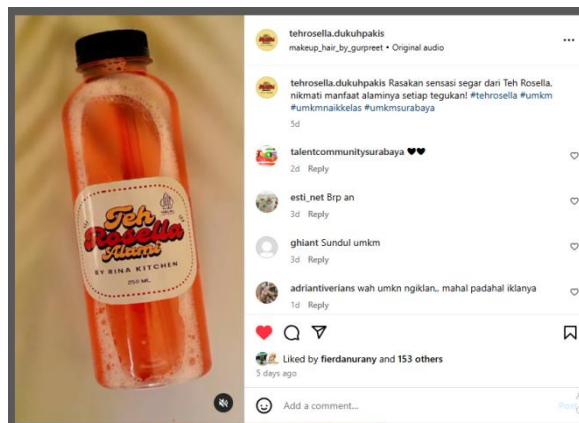 Teh
Rosella
Alami
BY RINA KITCHEN
250 ML
tehrosella.dukuhpakis
makeup_hair_by_gurpreet • Original audio
tehrosella.dukuhpakis Rasakan sensasi segar dari Teh Rosella,
nikmati manfaat alaminya setiap tegukan! #tehrosella #umkm
#umkmnaikkelas #umkmsurabaya
5d
talentcommunitysurabaya 🖤🖤
2d Reply
esti_net Brp an
3d Reply
ghiant Sundul umkm
3d Reply
adriantiverians wah umkn ngiklan,, mahal padahal iklanya
1d Reply
Liked by fierdanurany and 153 others
5 days ago
Add a comment...